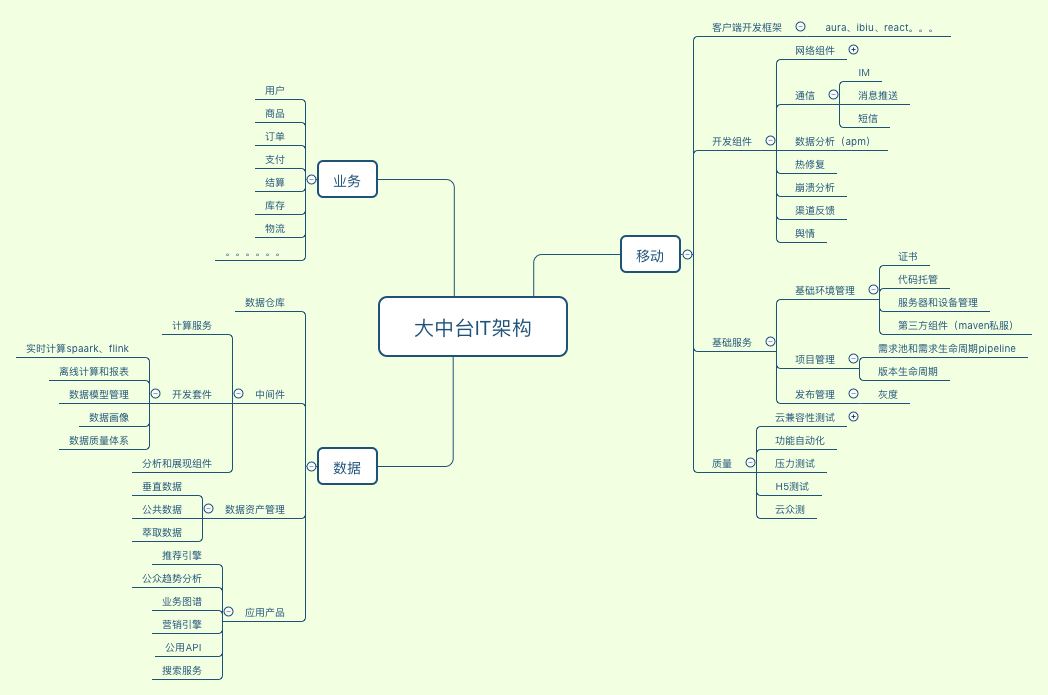 大中台IT架构
业务
用户
商品
订单
支付
结算
库存
物流
。。。。。。
数据
数据仓库
中间件
计算服务
开发套件
实时计算spaark、flink
离线计算和报表
数据模型管理
数据画像
数据质量体系
分析和展现组件
数据资产管理
垂直数据
公共数据
萃取数据
应用产品
推荐引擎
公众趋势分析
业务图谱
营销引擎
公用API
搜索服务
移动
客户端开发框架
aura、ibiu、react。。。
开发组件
网络组件
通信
IM
消息推送
短信
数据分析（apm）
热修复
崩溃分析
渠道反馈
舆情
基础服务
基础环境管理
证书
代码托管
服务器和设备管理
第三方组件（maven私服）
项目管理
需求池和需求生命周期pipeline
版本生命周期
发布管理
灰度
质量
云兼容性测试
功能自动化
压力测试
H5测试
云众测